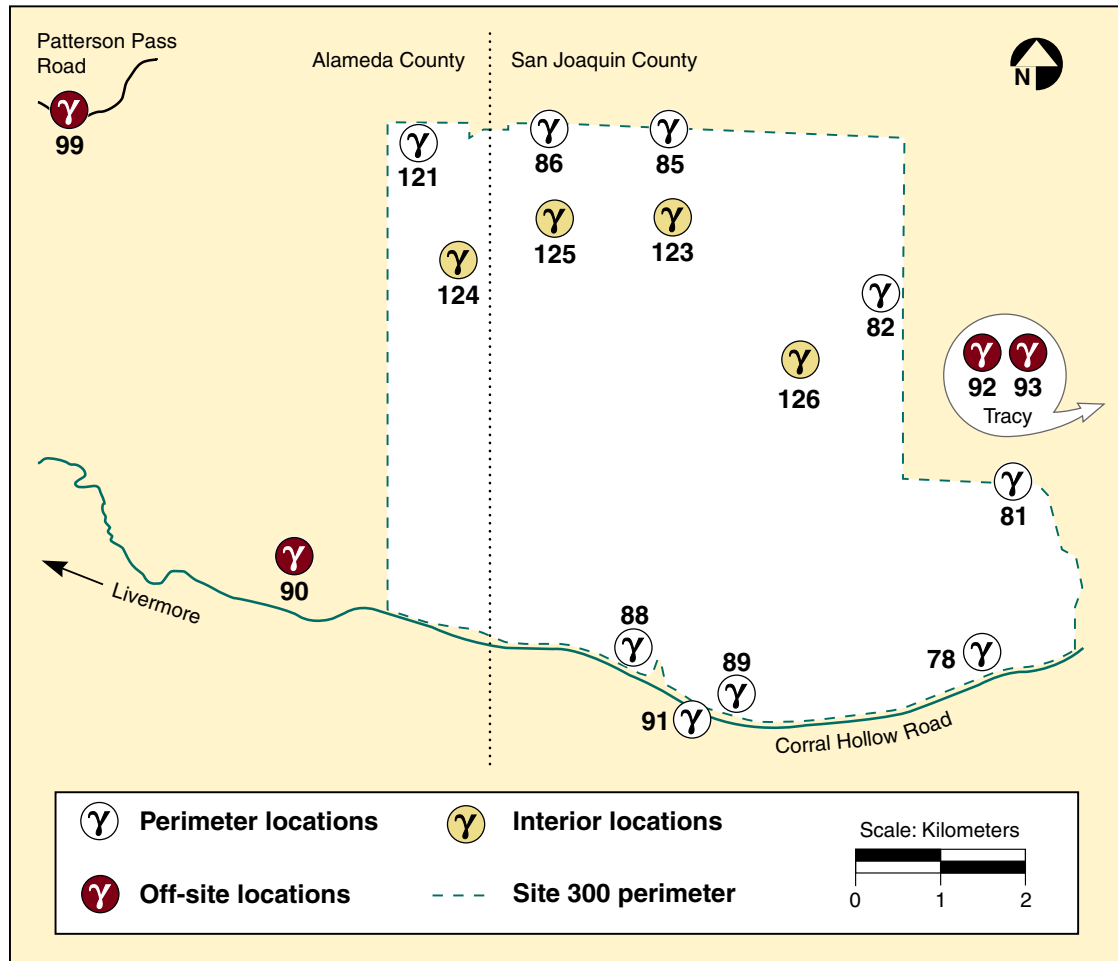 Patterson Pass
Road
Alameda County
San Joaquin County
N
γ
99
γ
121
γ
86
γ
85
γ
125
γ
123
γ
124
γ
82
γ
126
γ γ
92 93
Tracy
γ
81
γ
90
Livermore
88
γ
89
γ
78 γ
91 γ
Corral Hollow Road
γ Perimeter locations
γ Interior locations
Scale: Kilometers
γ Off-site locations
Site 300 perimeter
0 1 2